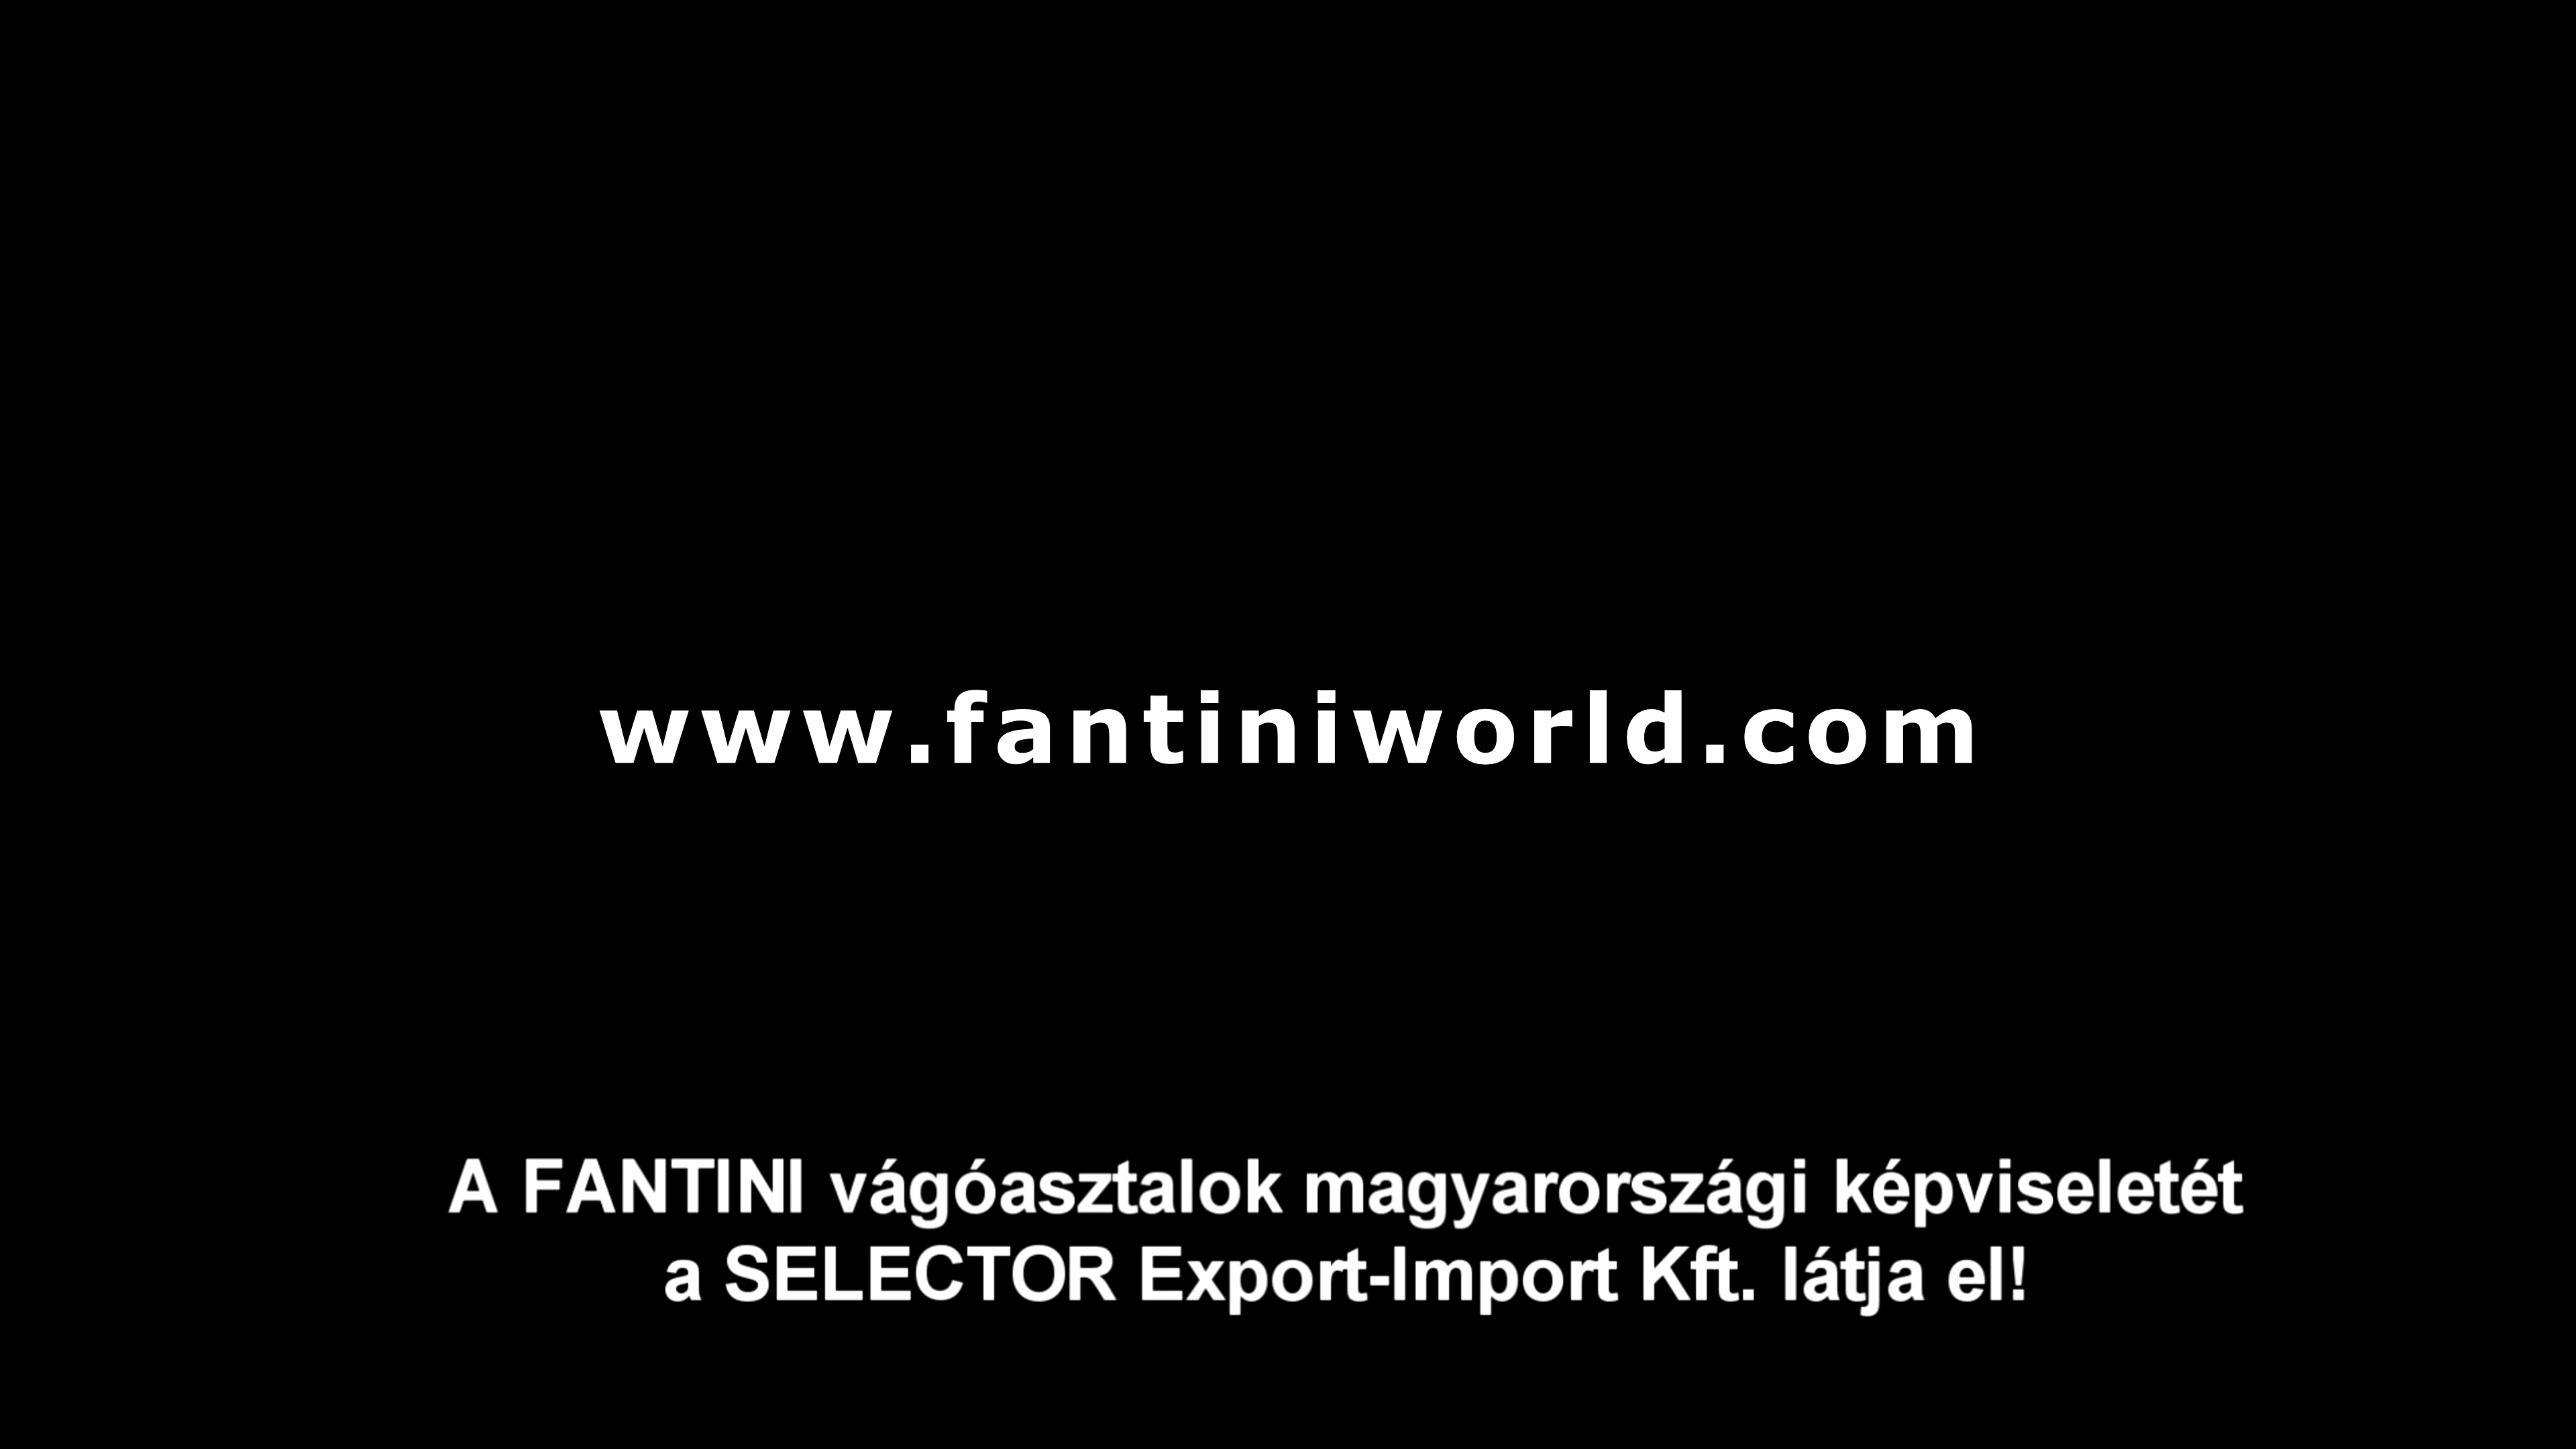 www.fantiniworld.com
A FANTINI vágóasztalok magyarországi képviseletét
a SELECTOR Export-Import Kft. látja el!